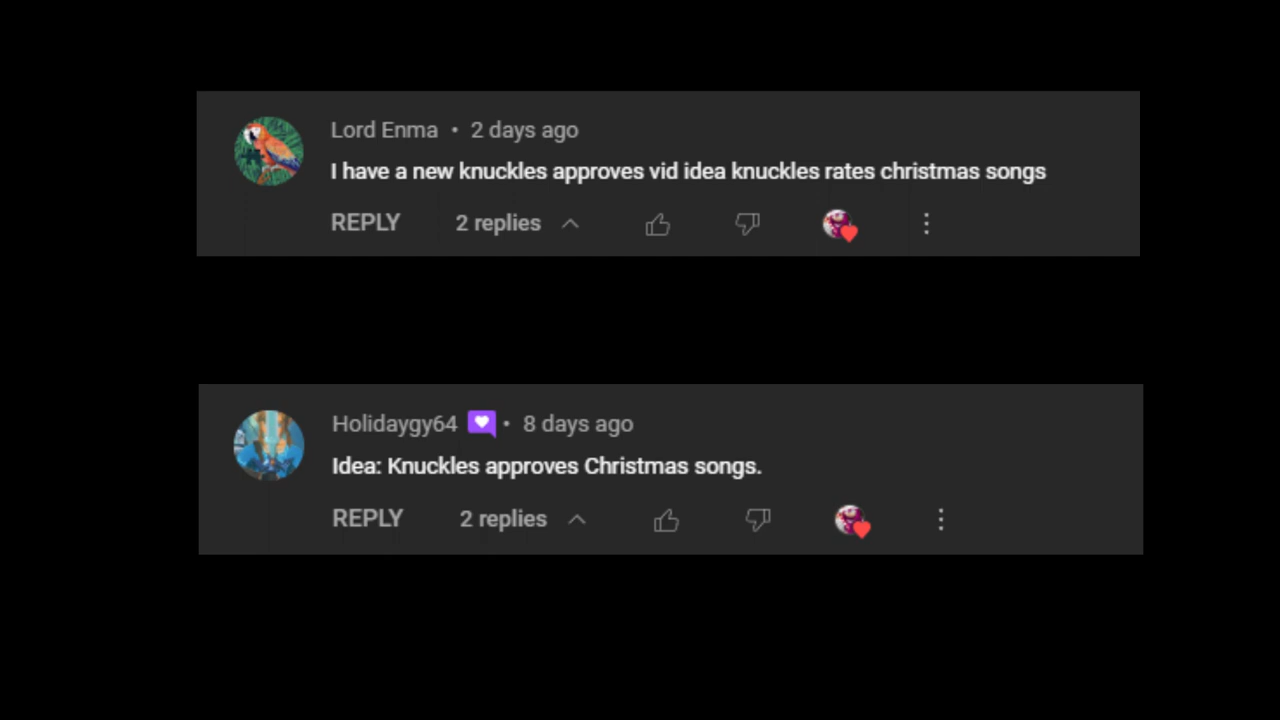 Lord Enma • 2 days ago
I have a new knuckles approves vid idea knuckles rates christmas songs
REPLY 2 replies
Holidaygy64 • 8 days ago
Idea: Knuckles approves Christmas songs.
REPLY 2 replies